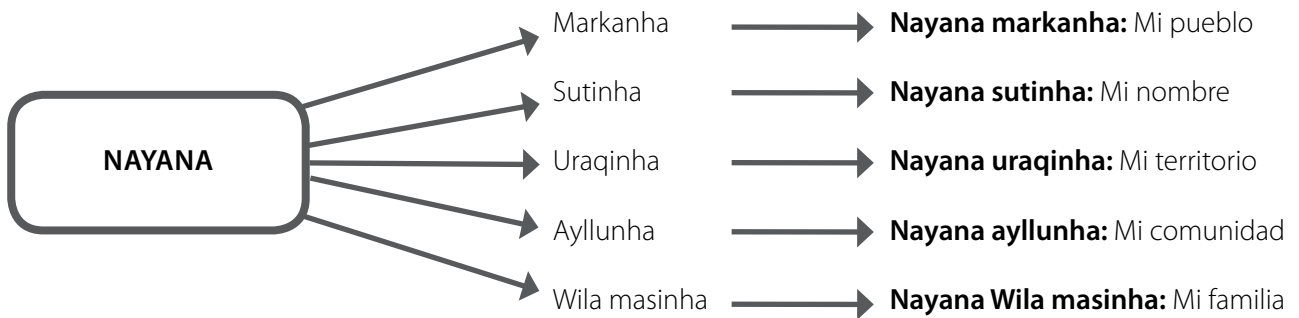 NAYANA
Markanha Nayana markanha: Mi pueblo
Sutinha Nayana sutinha: Mi nombre
Uraqinha Nayana uraqinha: Mi territorio
Ayllunha Nayana ayllunha: Mi comunidad
Wila masinha Nayana Wila masinha: Mi familia